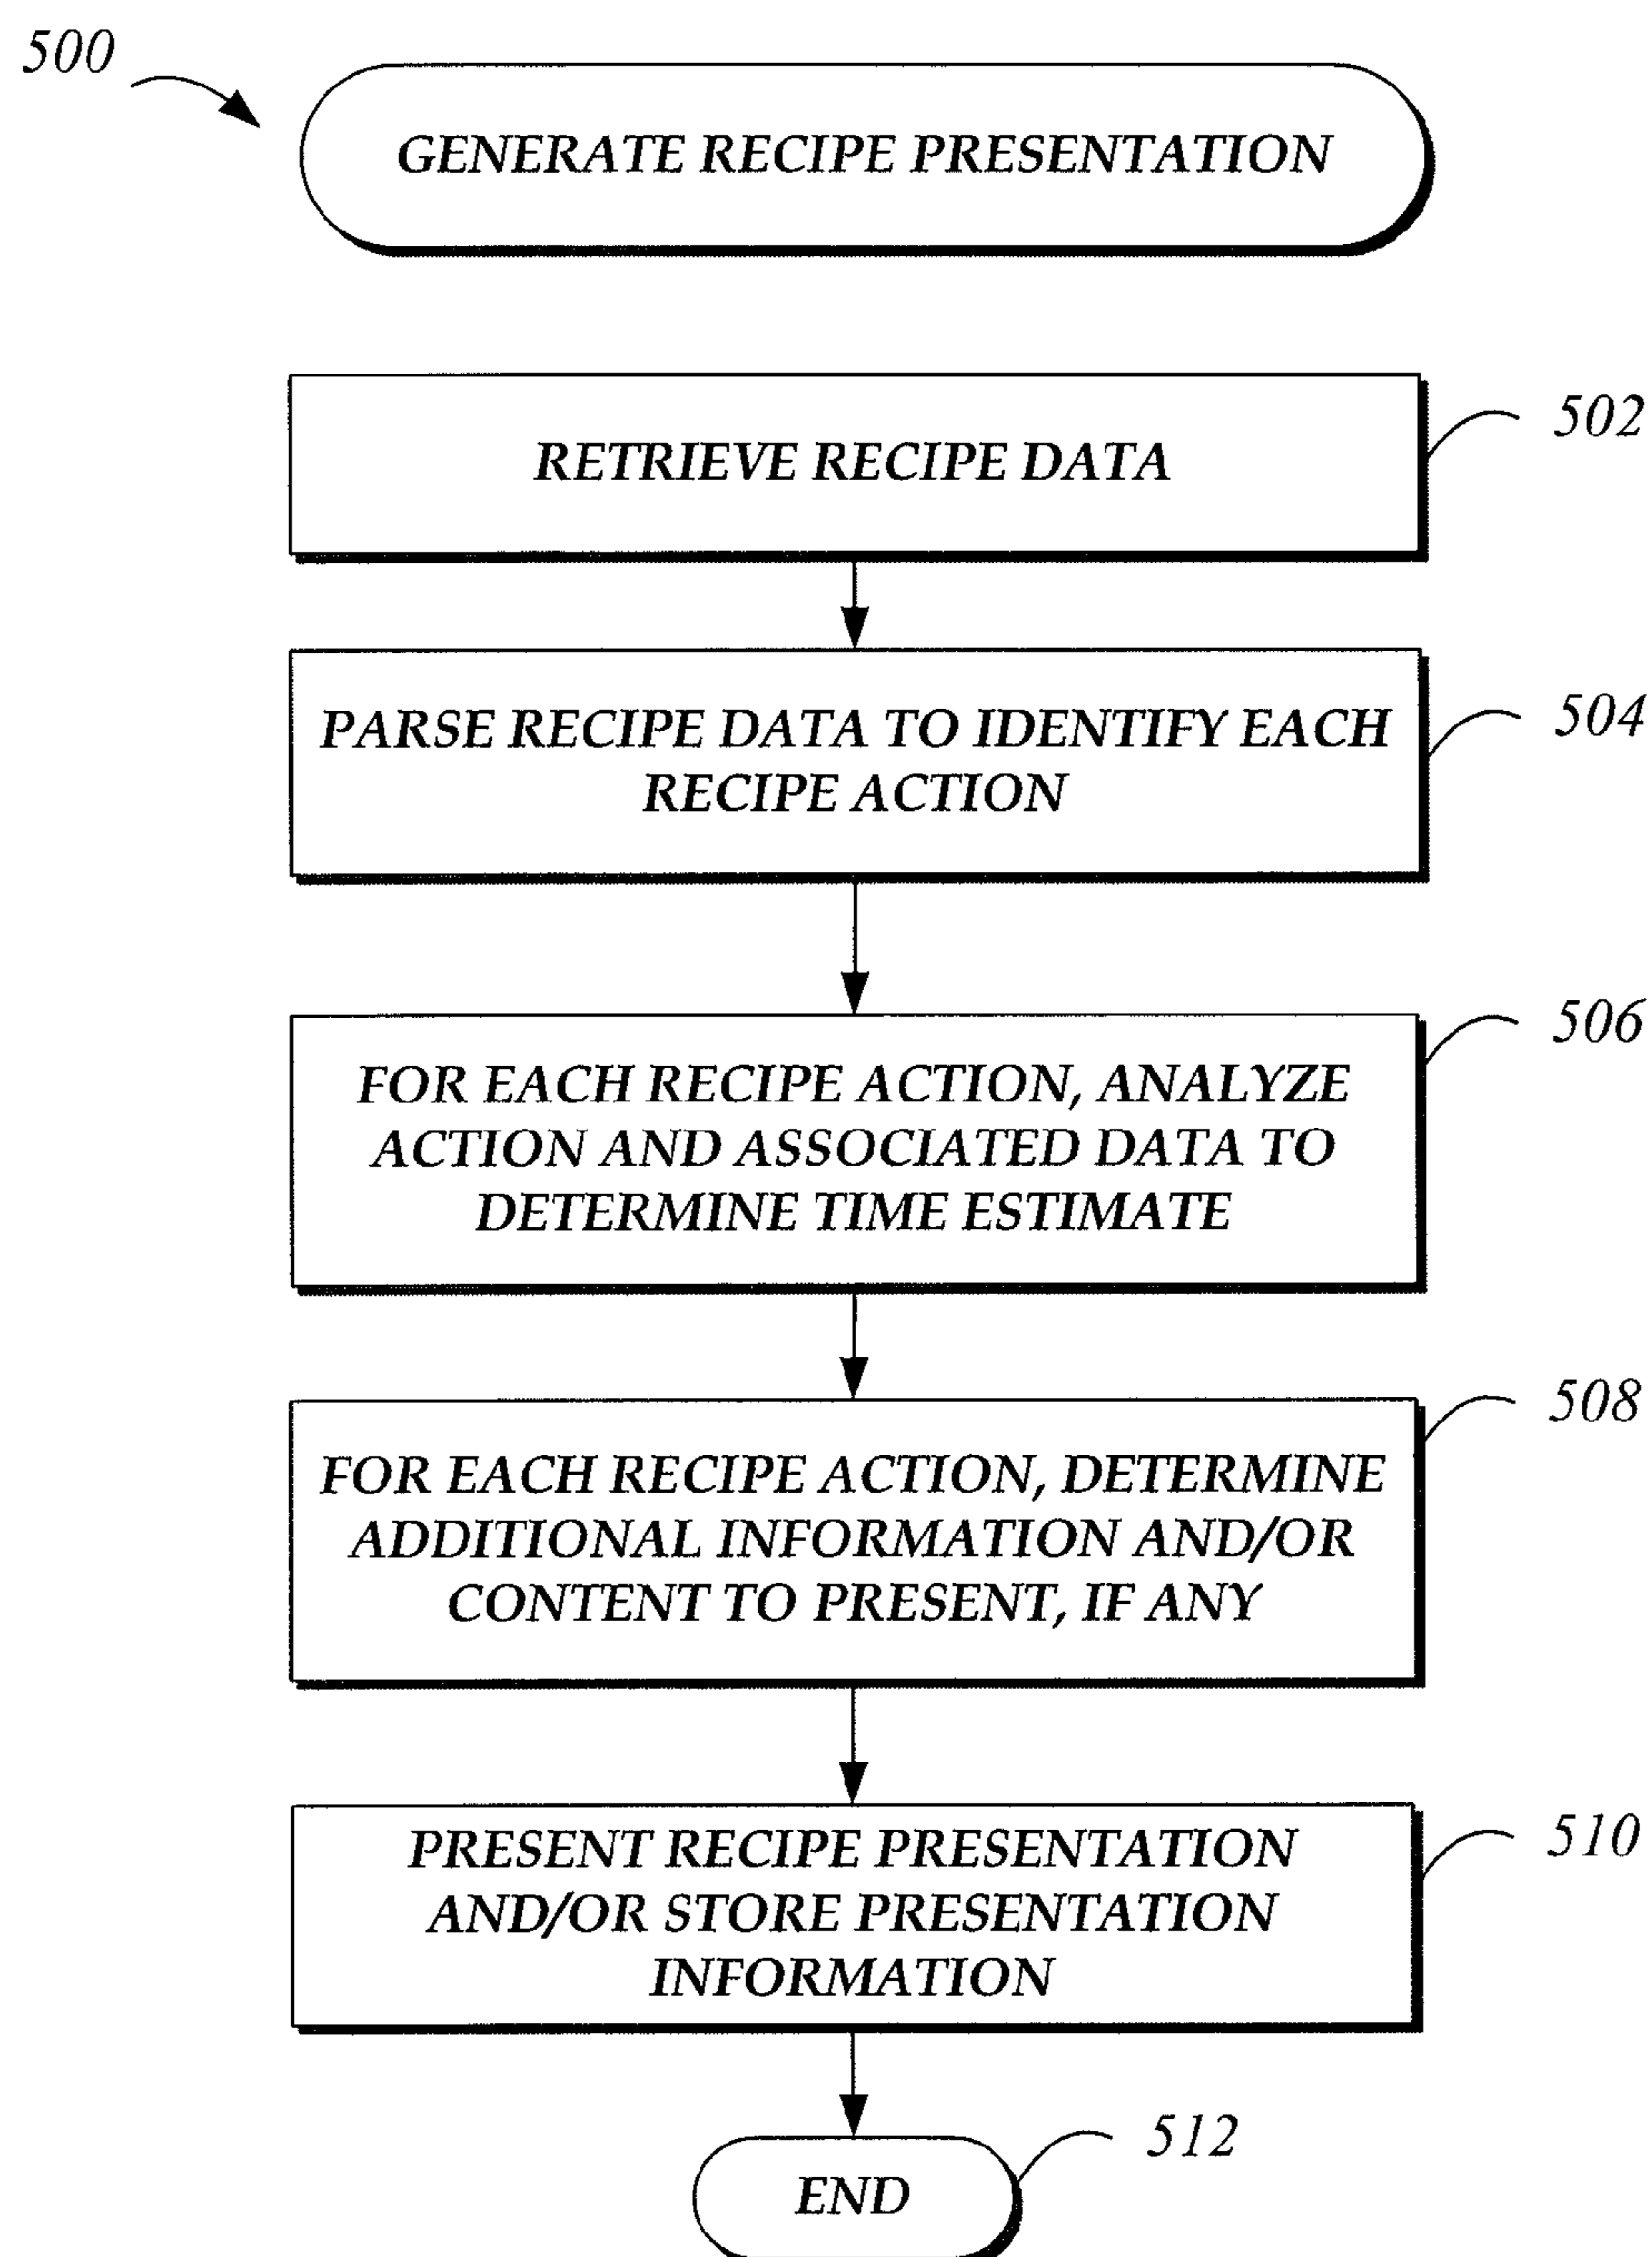 500
GENERATE RECIPE PRESENTATION
RETRIEVE RECIPE DATA
502
PARSE RECIPE DATA TO IDENTIFY EACH
RECIPE ACTION
504
FOR EACH RECIPE ACTION, ANALYZE
ACTION AND ASSOCIATED DATA TO
DETERMINE TIME ESTIMATE
506
FOR EACH RECIPE ACTION, DETERMINE
ADDITIONAL INFORMATION AND/OR
CONTENT TO PRESENT, IF ANY
508
PRESENT RECIPE PRESENTATION
AND/OR STORE PRESENTATION
INFORMATION
510
END
512